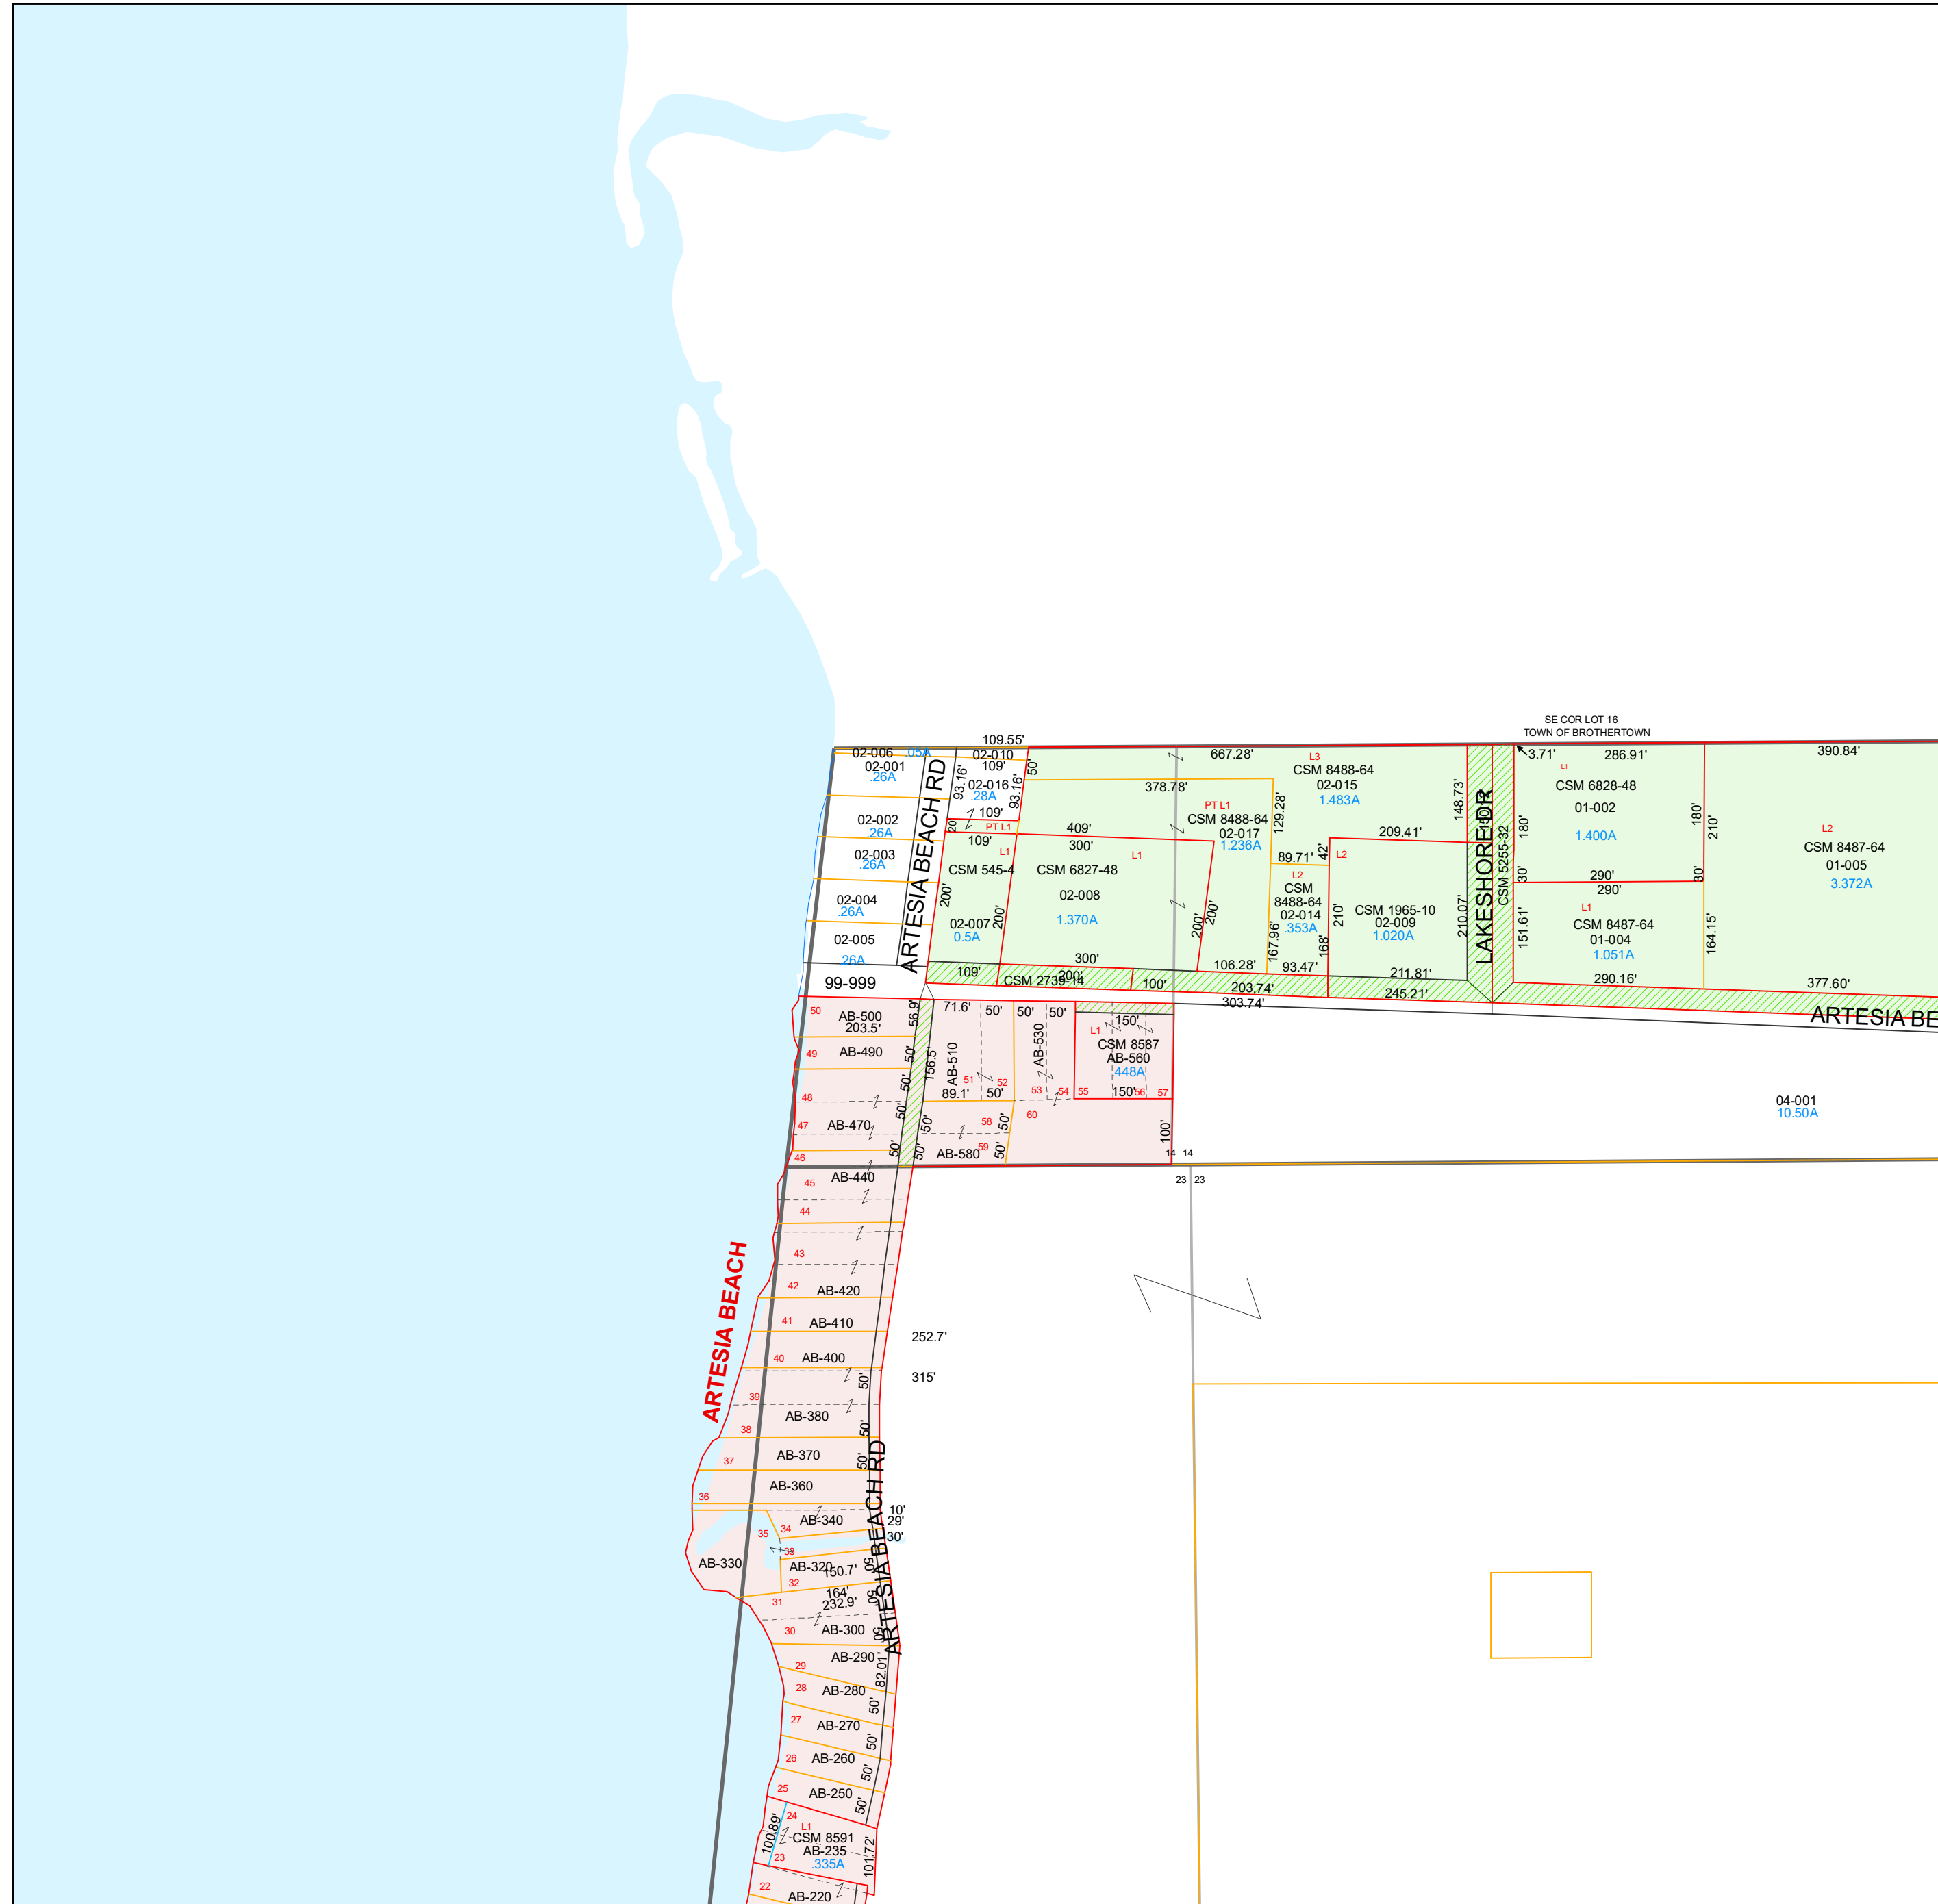 SE COR LOT 16
TOWN OF BROTHERTOWN
109.55'
02-006
.05A
02-010
667.28'
L3
3.71'
286.91'
390.84'
02-001
.26A
109'
50'
93.16'
02-016
.28A
93.16'
378.78'
CSM 8488-64
02-015
1.483A
148.73'
L1
CSM 6828-48
01-002
1.400A
180'
180'
210'
02-002
.26A
109'
20'
PT L1
109'
PT L1
CSM 8488-64
02-017
1.236A
129.28'
409'
300'
209.41'
42'
L2
L2
CSM 8487-64
01-005
3.372A
02-003
.26A
L1
CSM 545-4
CSM 6827-48
L1
89.71'
L2
CSM
8488-64
02-014
.353A
CSM 5255-32
30'
290'
30'
290'
02-004
.26A
200'
02-008
1.370A
200'
200'
200'
210'
CSM 1965-10
02-009
1.020A
210.07'
L1
CSM 8487-64
01-004
1.051A
151.61'
164.15'
02-005
.26A
02-007
0.5A
167.96'
168'
ARTESIA BEACH RD
LAKESHORE DR
99-999
109'
300'
200'
CSM 2739-14
100'
106.28'
93.47'
203.74'
303.74'
211.81'
245.21'
290.16'
377.60'
ARTESIA BE
50
AB-500
203.5'
56.9'
71.6'
50'
50'
50'
150'
L1
CSM 8587
AB-560
.448A
150'
49
AB-490
50'
156.5'
AB-510
AB-530
51
52
53
54
55
56
57
89.1'
50'
50'
48
50'
58
50'
60
47
AB-470
50'
100'
04-001
10.50A
46
50'
50'
AB-580
59
50'
14
14
23
23
45
AB-440
44
43
42
AB-420
41
AB-410
252.7'
40
AB-400
315'
50'
39
AB-380
38
50'
37
AB-370
50'
36
AB-360
ARTESIA BEACH
ARTESIA BEACH RD
10'
29'
30'
34
AB-340
35
33
AB-330
AB-320
150.7'
50'
32
164'
31
232.9'
50'
30
AB-300
50'
AB-290
29
82.01'
28
AB-280
50'
27
AB-270
50'
26
AB-260
50'
25
AB-250
50'
24
L1
CSM 8591
AB-235
.335A
100.89'
101.72'
23
22
AB-220